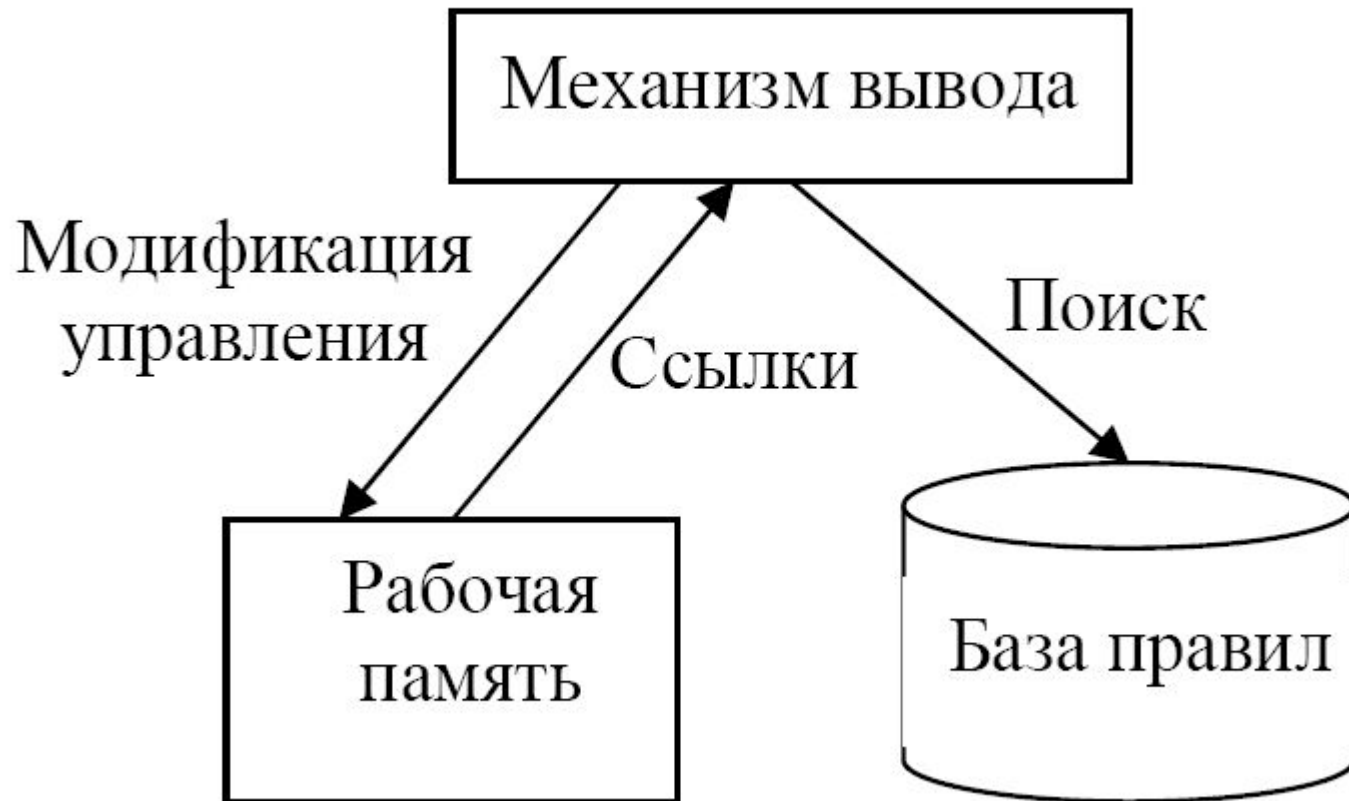 Механизм вывода
Модификация
управления
Ссылки
Поиск
Рабочая
память
База правил